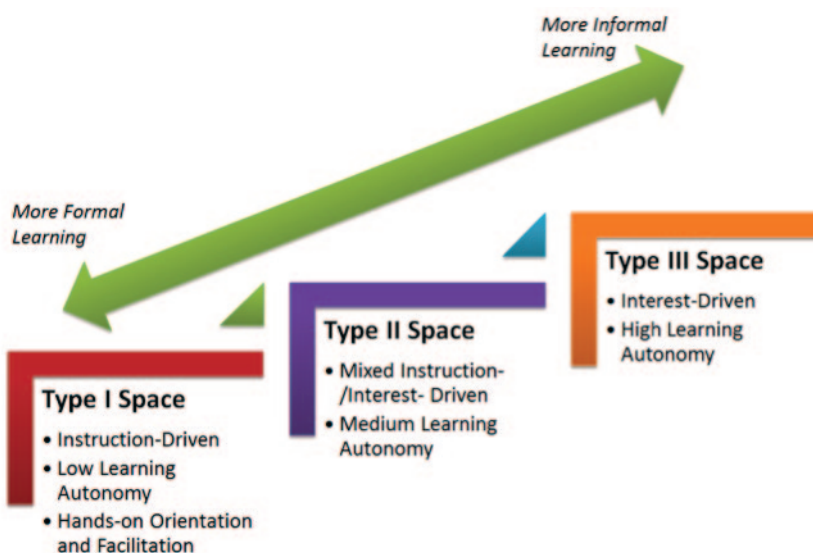 More Informal
Learning
More Formal
Learning
Type I Space
• Instruction-Driven
• Low Learning
Autonomy
• Hands-on Orientation
and Facilitation
Type II Space
• Mixed Instruction-
/Interest- Driven
• Medium Learning
Autonomy
Type III Space
• Interest-Driven
• High Learning
Autonomy